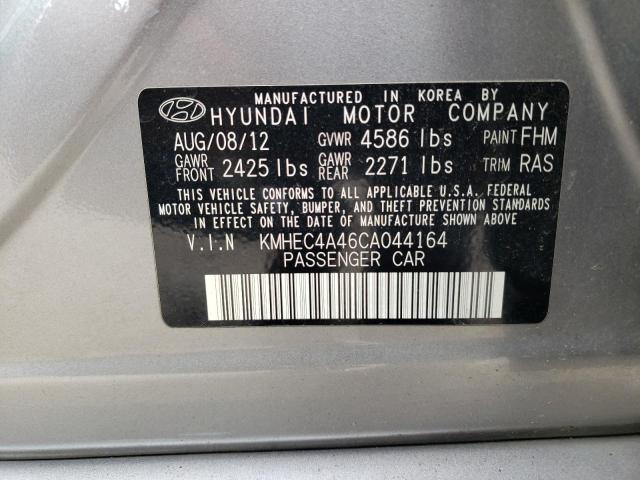 MANUFACTURED IN KOREA BY
HYUNDAI MOTOR COMPANY
AUG/08/12 GVWR 4586 lbs PAINT FHM
GAWR FRONT 2425 lbs GAWR REAR 2271 lbs TRIM RAS
THIS VEHICLE CONFORMS TO ALL APPLICABLE U.S.A. FEDERAL
MOTOR VEHICLE SAFETY, BUMPER, AND THEFT PREVENTION STANDARDS
IN EFFECT ON THE DATE OF MANUFACTURE SHOWN ABOVE.
V.I.N KMHEC4A46CA044164
PASSENGER CAR